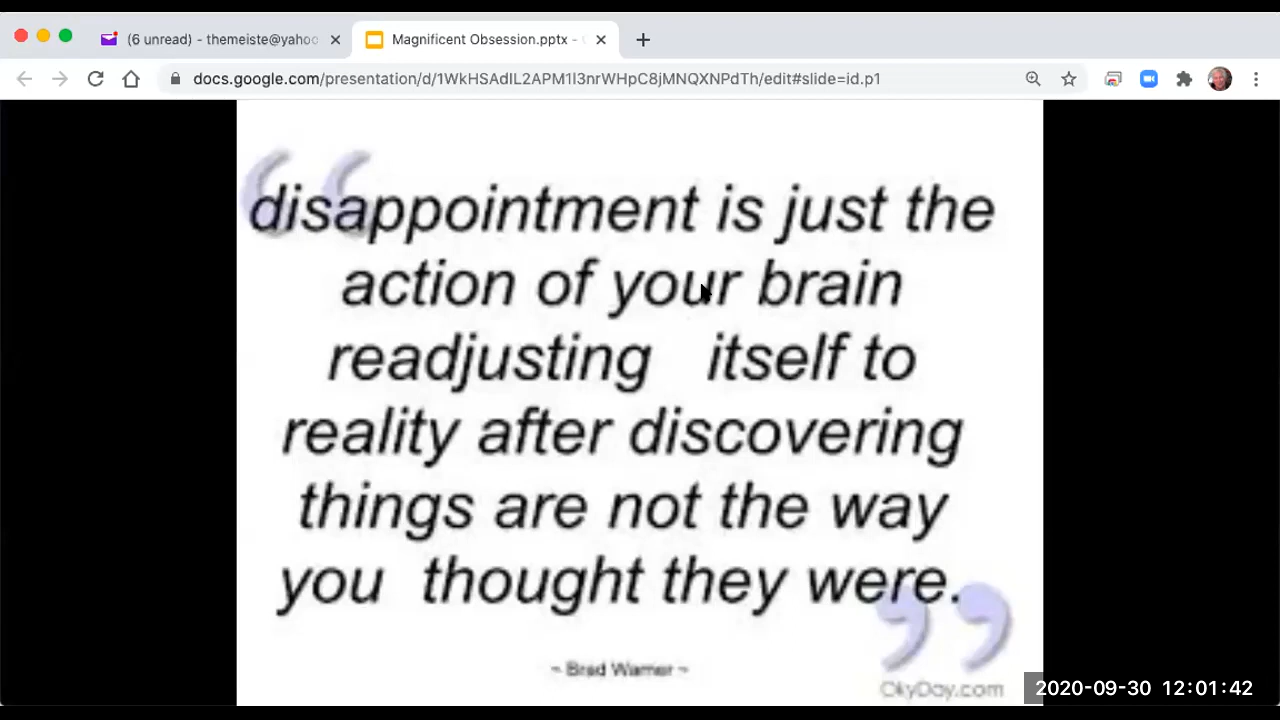 (6 unread) - themeiste@yahoo
Magnificent Obsession.pptx -
docs.google.com/presentation/d/1WkHSAdIL2APM1I3nrWHpC8jMNQXNPdTh/edit#slide=id.p1
“disappointment is just the
action of your brain
readjusting itself to
reality after discovering
things are not the way
you thought they were.”
~ Brad Warner ~
OkyDay.com
2020-09-30 12:01:42